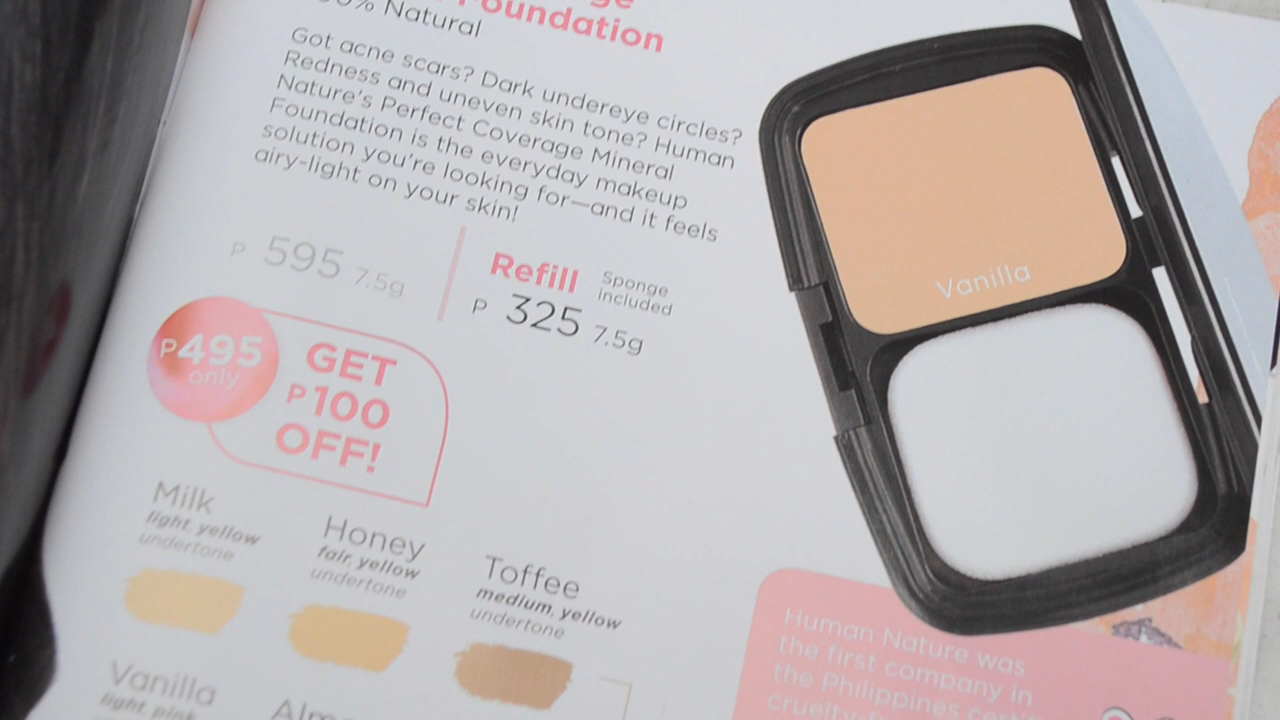 Foundation
% Natural
Got acne scars? Dark undereye circles?
Redness and uneven skin tone? Human
Nature's Perfect Coverage Mineral
Foundation is the everyday makeup
solution you're looking for—and it feels
airy-light on your skin!
P 595 7.5g
Refill Sponge
included
P 325 7.5g
P495
only
GET
P100
OFF!
Milk
light, yellow
undertone
Honey
fair, yellow
undertone
Toffee
medium, yellow
undertone
Vanilla
light, pink
Vanilla
Human Nature was
the first company in
the Philippines